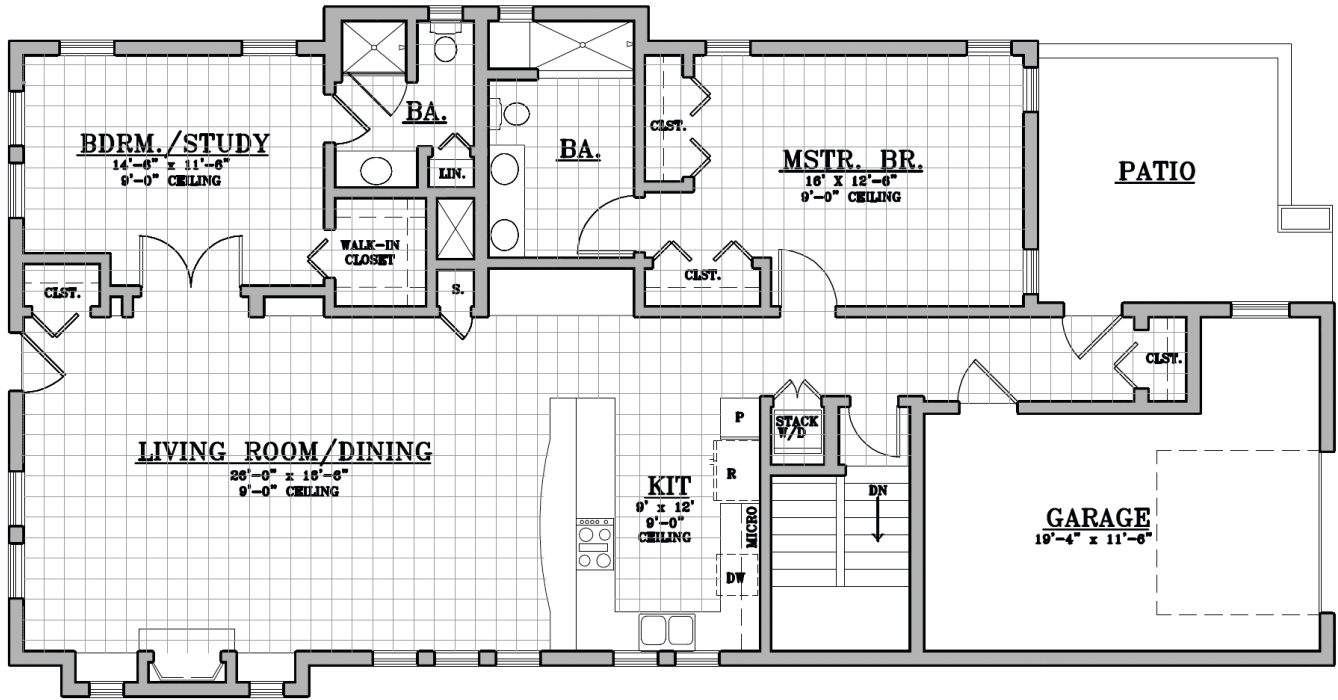 BA.
BDRM./STUDY
14'-6" x 11'-6"
9'-0" CEILING
LIN.
BA.
CLST.
MSTR. BR.
16' X 12'-6"
9'-0" CEILING
PATIO
WALK-IN
CLOSET
CLST.
S.
CLST.
CLST.
LIVING ROOM/DINING
26'-0" x 16'-6"
9'-0" CEILING
P
R
KIT
9' x 12'
9'-0"
CEILING
MICRO
DW
STACK
W/D
DN
GARAGE
19'-4" x 11'-6"